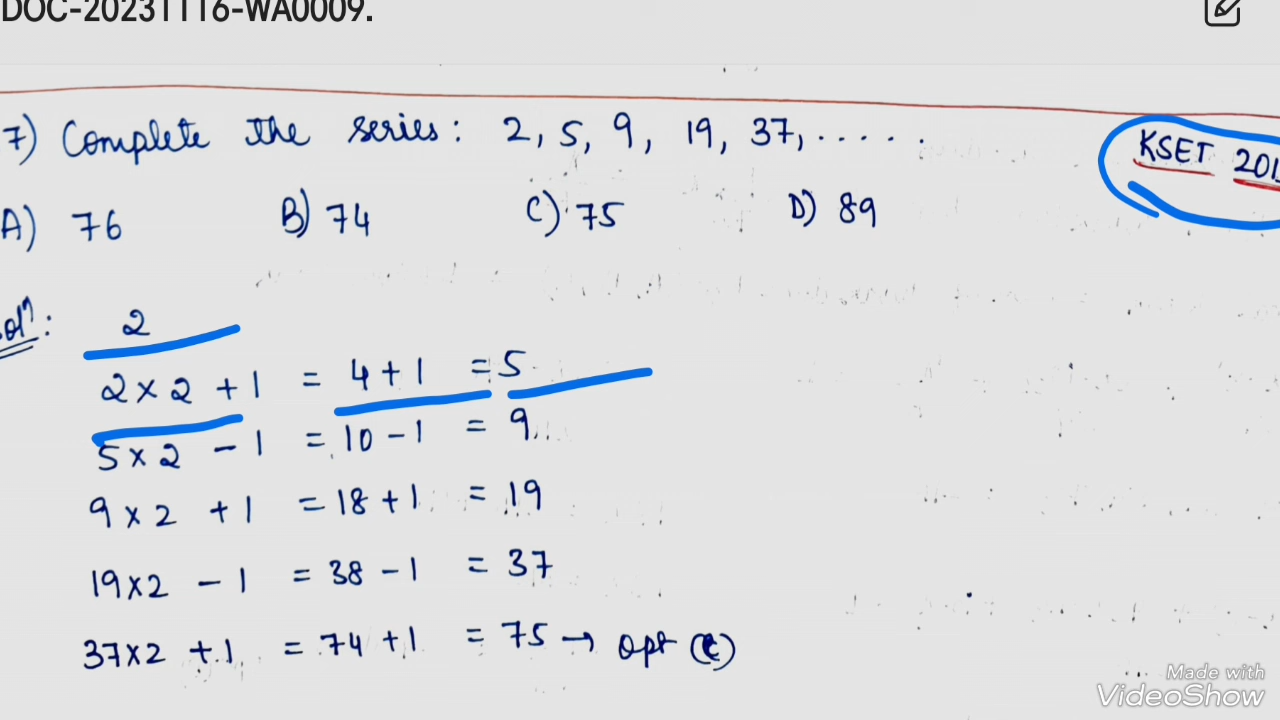 DOC-20231116-WA0009.
7) Complete the series: 2, 5, 9, 19, 37, .....
KSET 201
A) 76 B) 74 C) 75 D) 89
Solⁿ: 2
2 × 2 + 1 = 4 + 1 = 5
5 × 2 - 1 = 10 - 1 = 9
9 × 2 + 1 = 18 + 1 = 19
19 × 2 - 1 = 38 - 1 = 37
37 × 2 + 1 = 74 + 1 = 75 → opt (C)
Made with
VideoShow